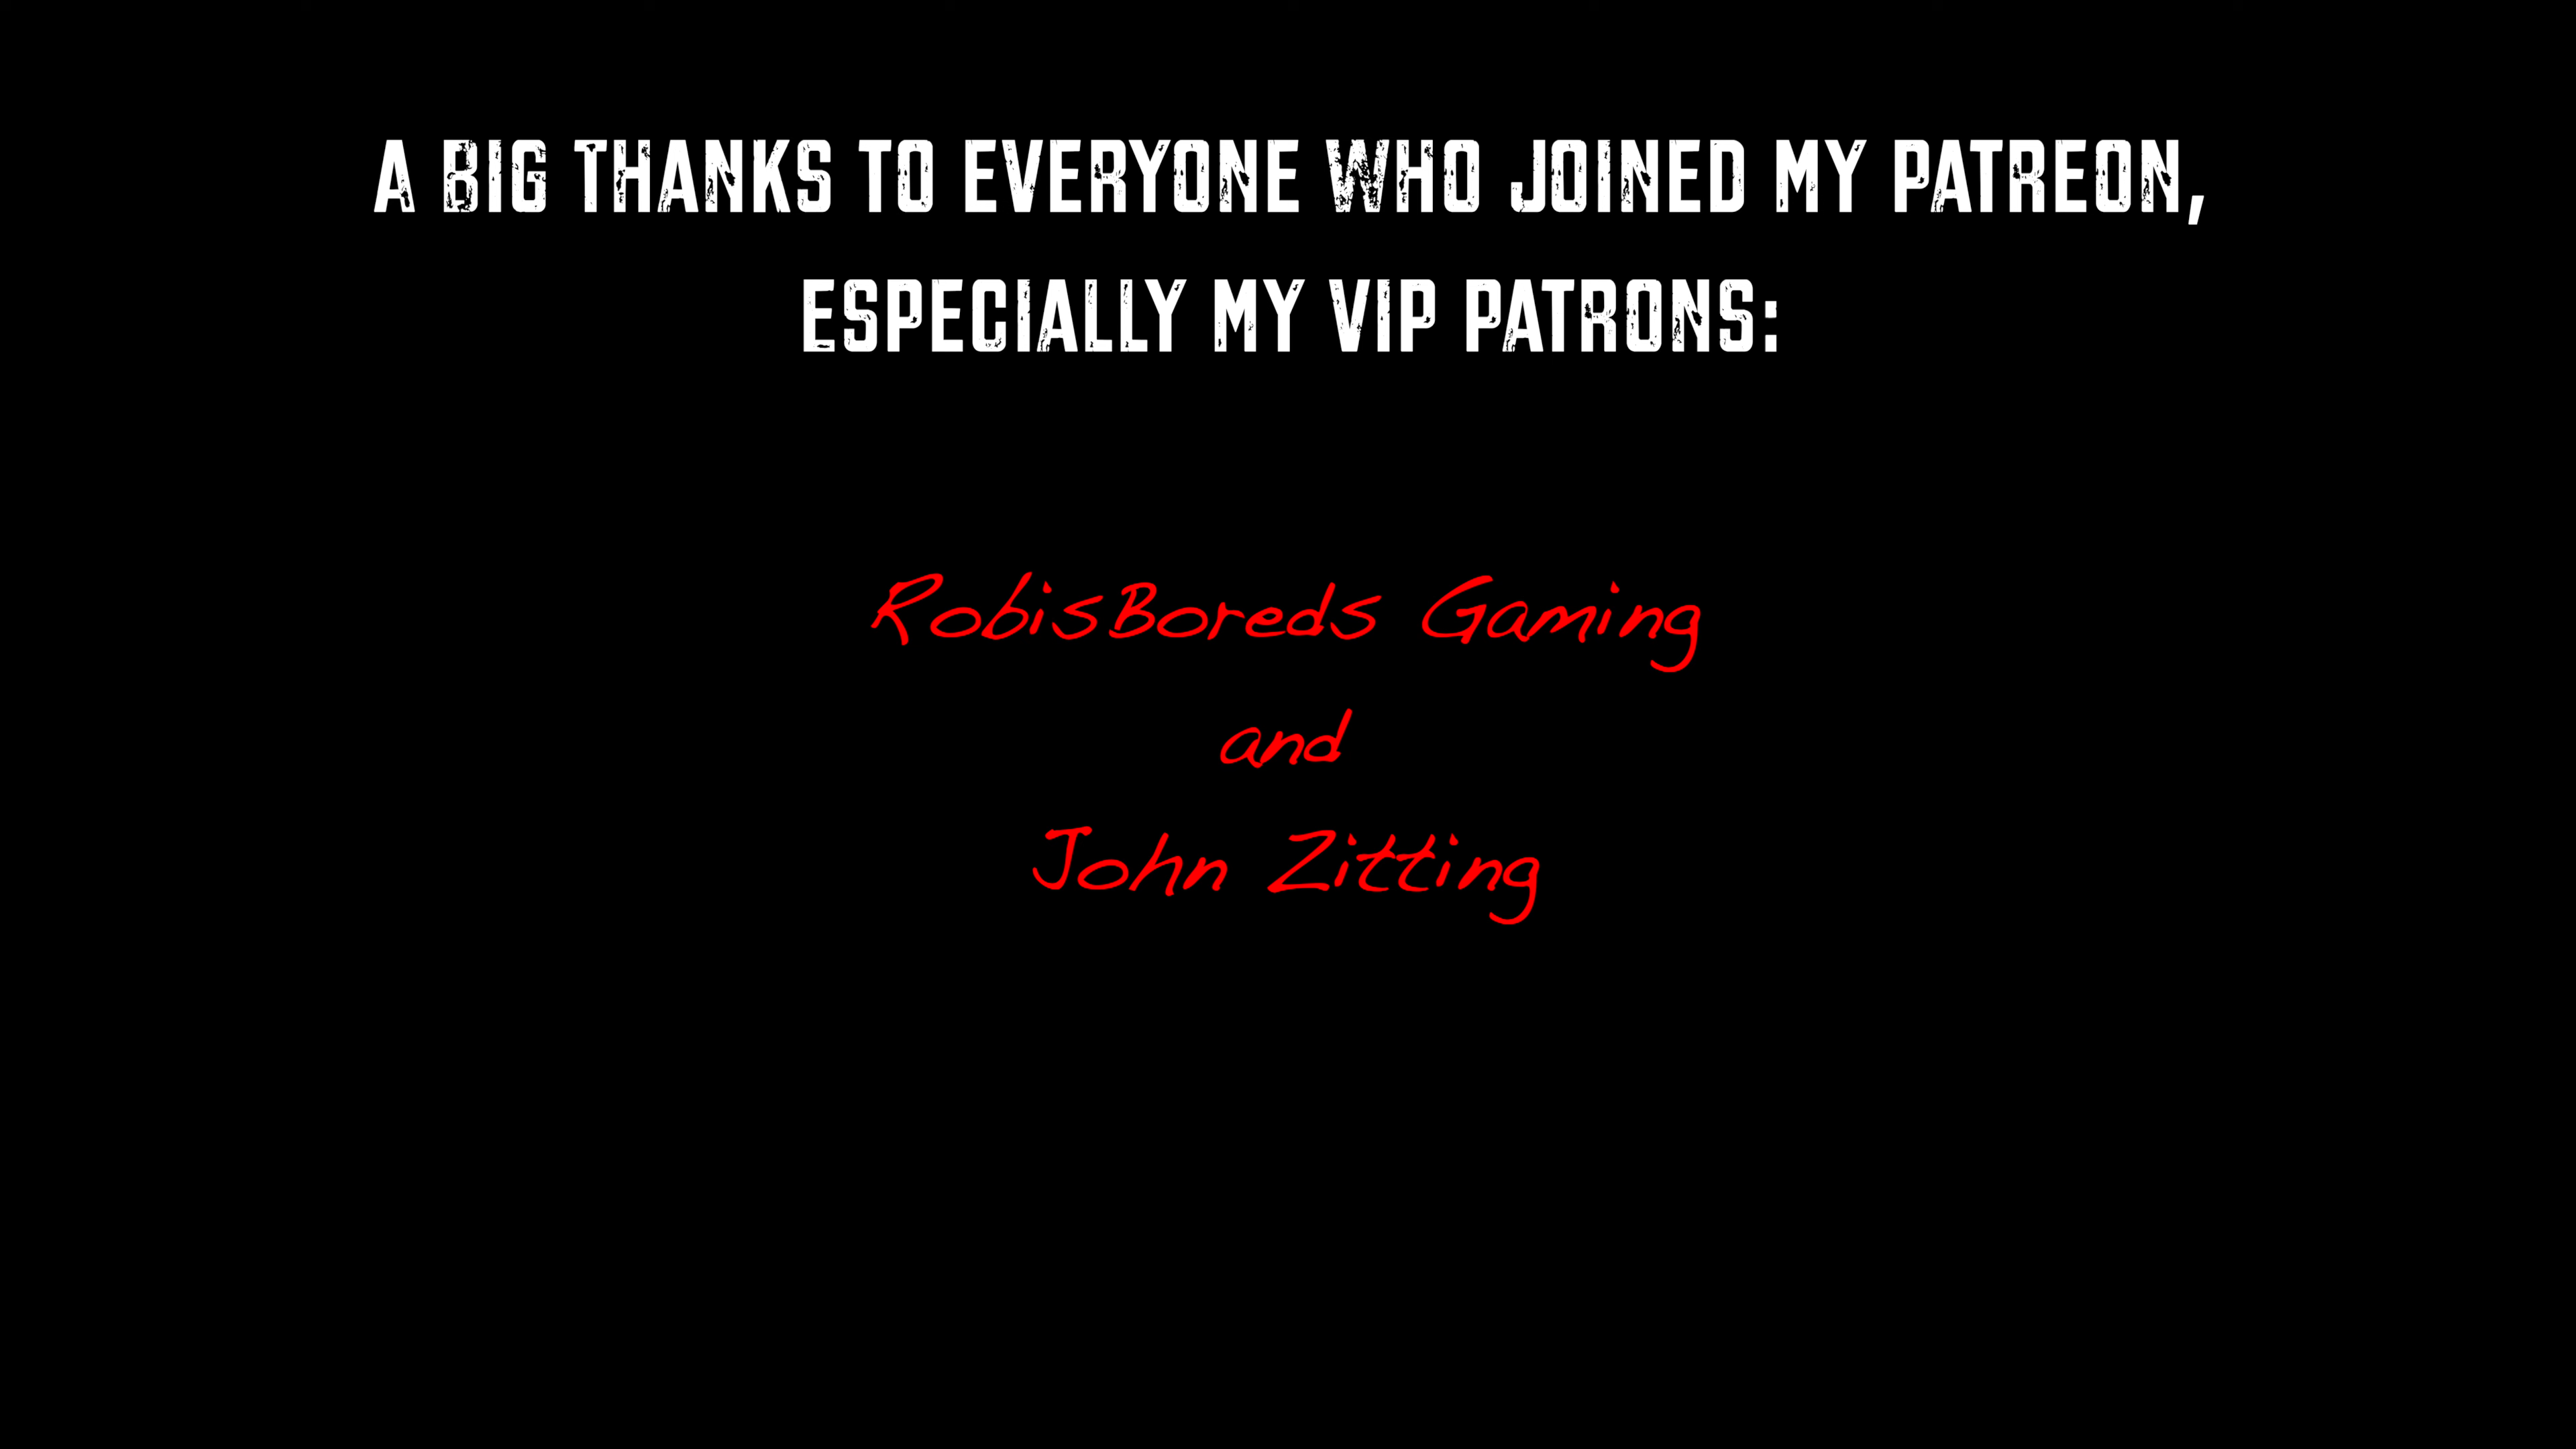 A BIG THANKS TO EVERYONE WHO JOINED MY PATREON,
ESPECIALLY MY VIP PATRONS:
RobisBoreds Gaming
and
John Zitting